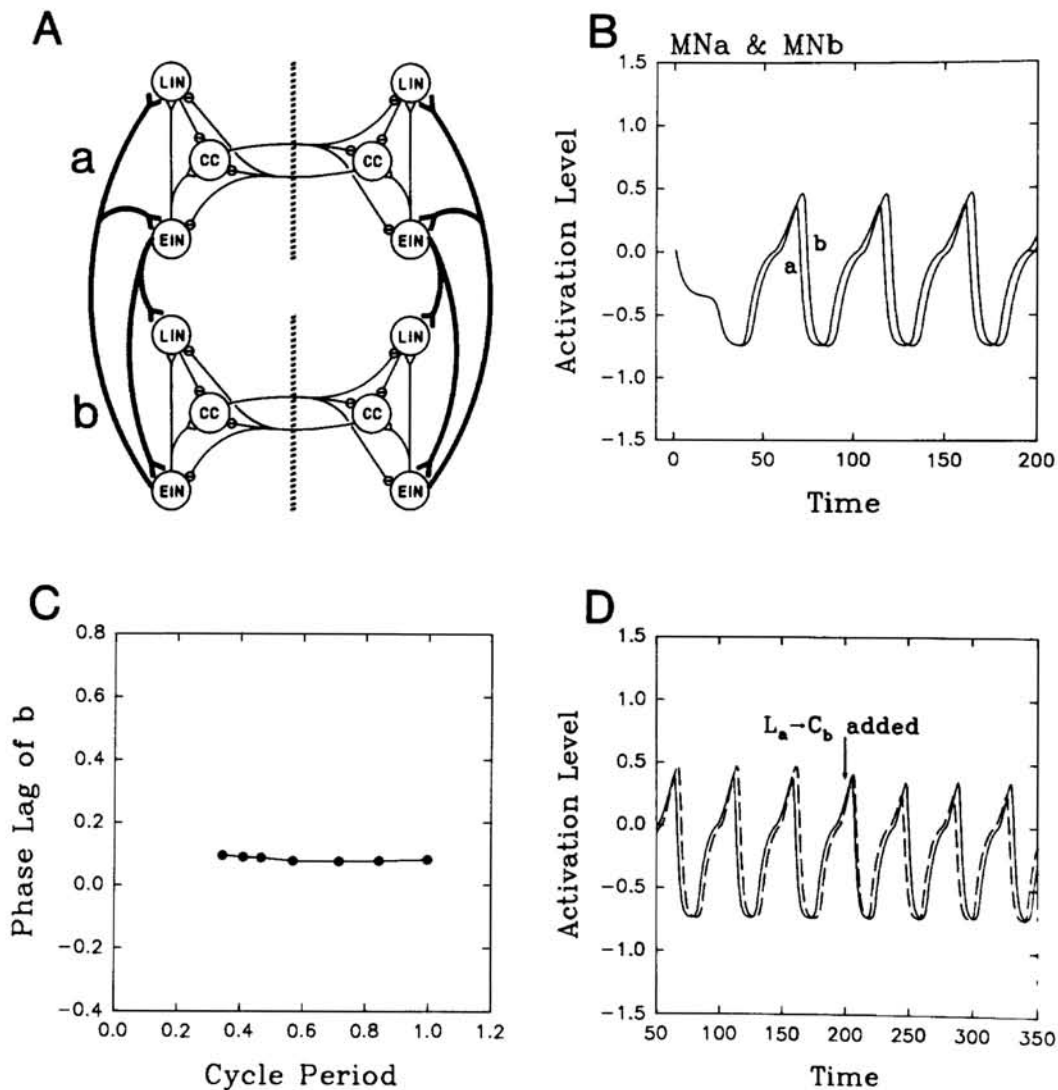 A
LIN
LIN
a
CC
CC
EIN
EIN
LIN
LIN
b
CC
CC
EIN
EIN
B
MNa & MNb
1.5
1.0
0.5
0.0
−0.5
−1.0
−1.5
Activation Level
b
a
0 50 100 150 200
Time
C
0.8
0.6
0.4
0.2
0.0
−0.2
−0.4
Phase Lag of b
0.0 0.2 0.4 0.6 0.8 1.0 1.2
Cycle Period
D
1.5
1.0
0.5
0.0
−0.5
−1.0
−1.5
Activation Level
La→Cb added
50 100 150 200 250 300 350
Time